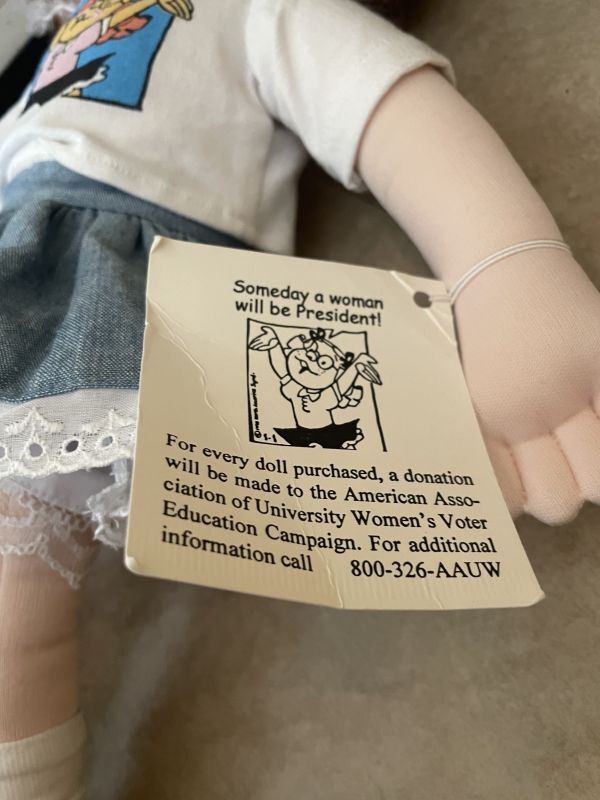 Someday a woman
will be President!
For every doll purchased, a donation
will be made to the American Asso-
ciation of University Women's Voter
Education Campaign. For additional
information call 800-326-AAUW